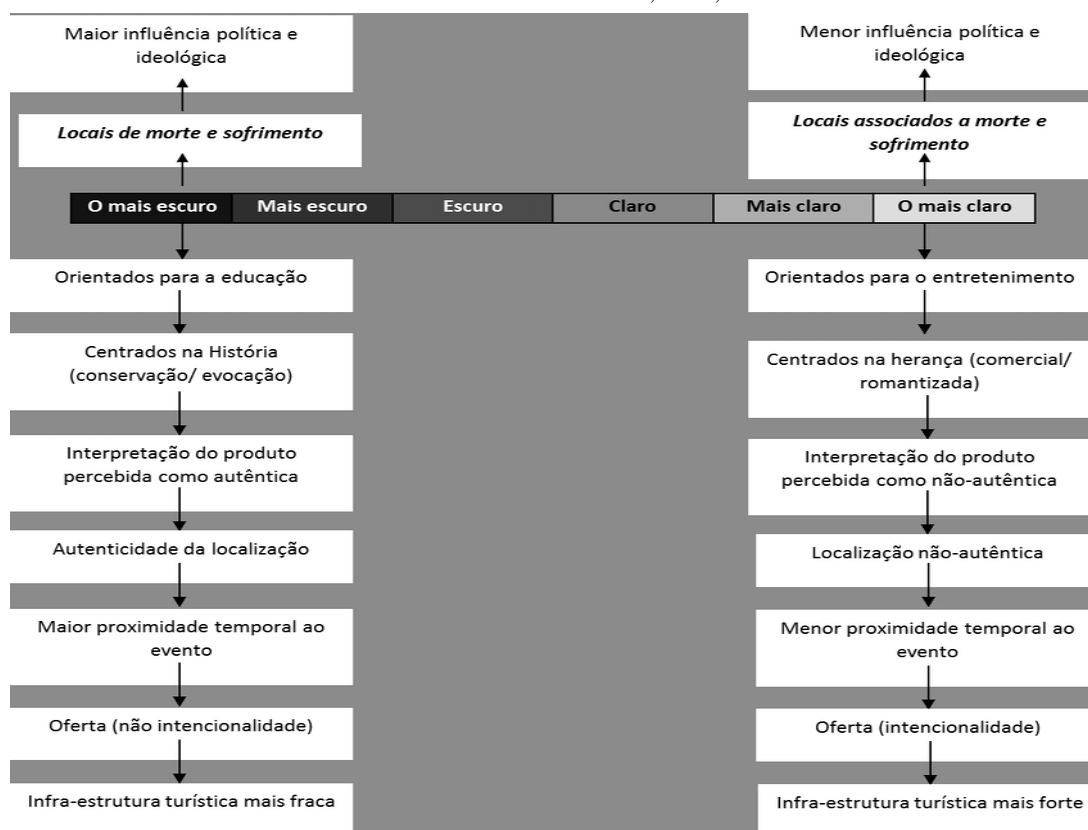 Maior influência política e
ideológica
Menor influência política e
ideológica
Locais de morte e sofrimento
Locais associados a morte e
sofrimento
O mais escuro Mais escuro Escuro Claro Mais claro O mais claro
Orientados para a educação
Orientados para o entretenimento
Centrados na História
(conservação/ evocação)
Centrados na herança (comercial/
romantizada)
Interpretação do produto
percebida como autêntica
Interpretação do produto
percebida como não-autêntica
Autenticidade da localização
Localização não-autêntica
Maior proximidade temporal ao
evento
Menor proximidade temporal ao
evento
Oferta (não intencionalidade)
Oferta (intencionalidade)
Infra-estrutura turística mais fraca
Infra-estrutura turística mais forte